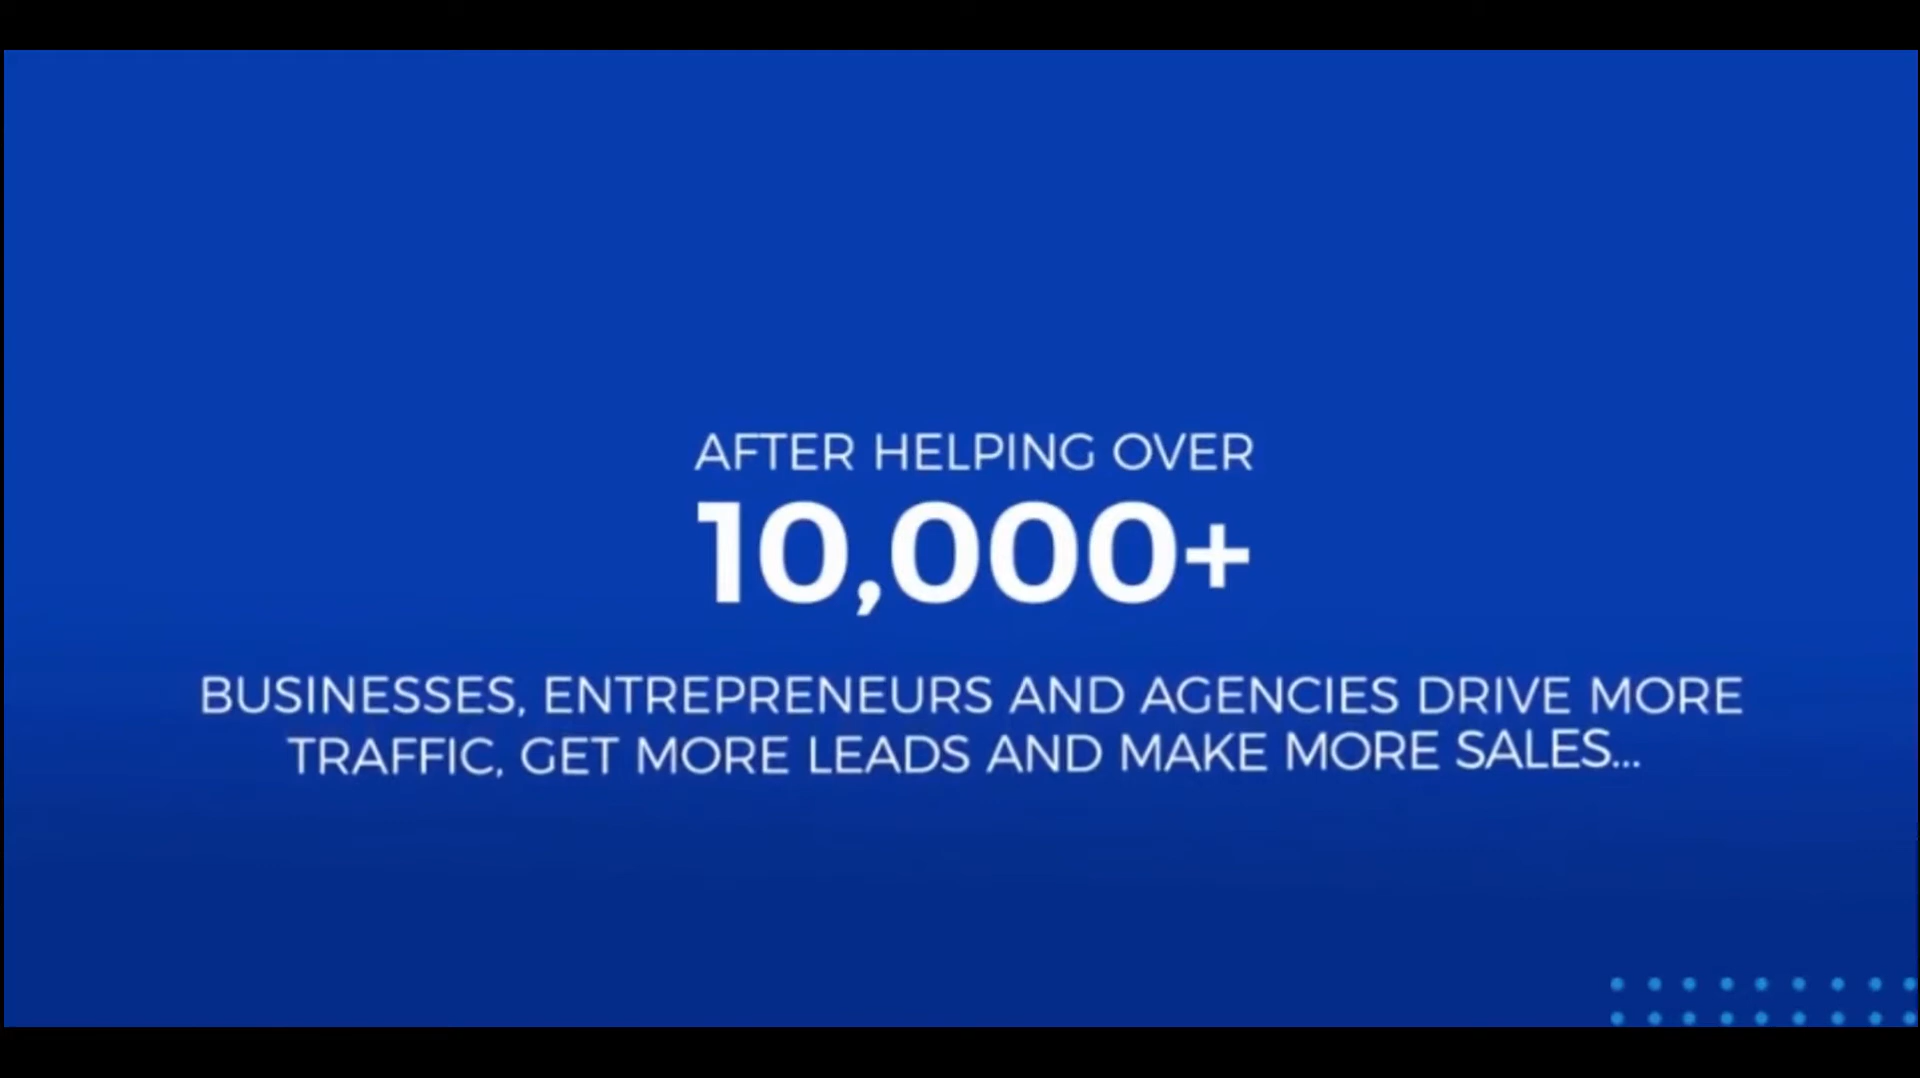 AFTER HELPING OVER
10,000+
BUSINESSES, ENTREPRENEURS AND AGENCIES DRIVE MORE
TRAFFIC, GET MORE LEADS AND MAKE MORE SALES...